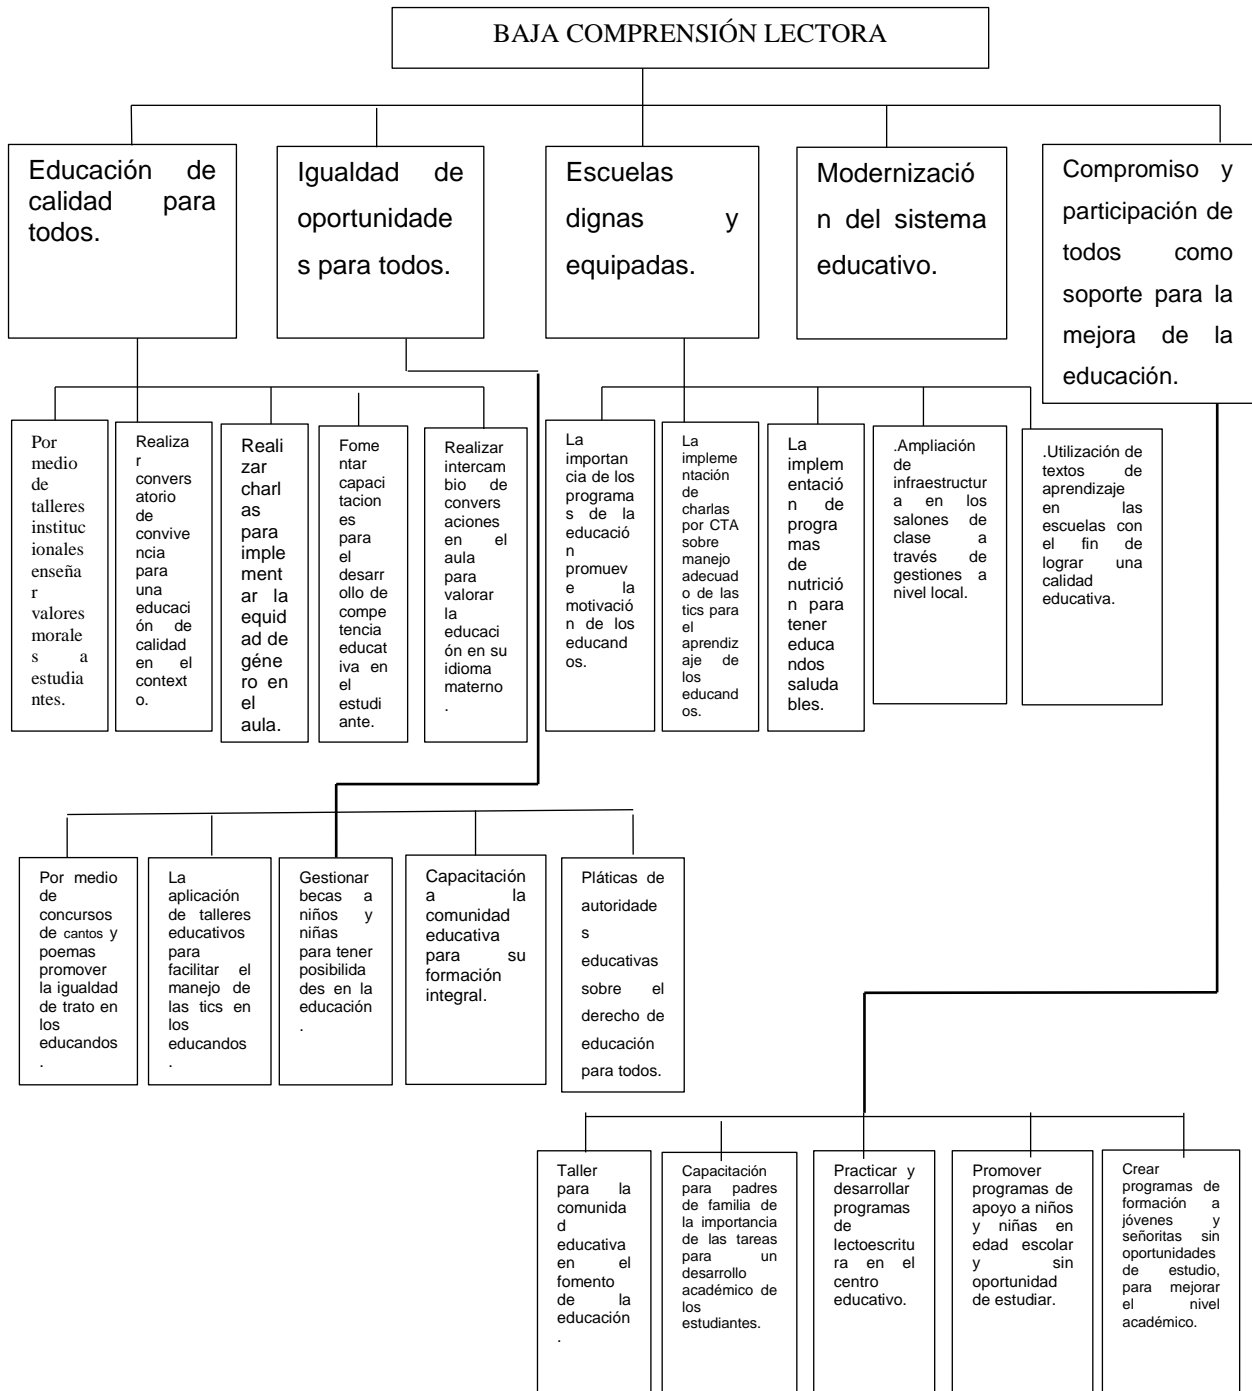 BAJA COMPRENSIÓN LECTORA
Educación de
calidad para
todos.
Igualdad de
oportunidade
s para todos.
Escuelas
dignas y
equipadas.
Modernizació
n del sistema
educativo.
Compromiso y
participación de
todos como
soporte para la
mejora de la
educación.
Por
medio
de
talleres
instituc
ionales
enseña
r
valores
morale
s a
estudia
ntes.
Realiza
r
convers
atorio
de
convive
ncia
para
una
educaci
ón de
calidad
en el
context
o.
Reali
zar
charl
as
para
imple
ment
ar la
equid
ad de
géne
ro en
el
aula.
Fome
ntar
capac
itacion
es
para
el
desarr
ollo de
compe
tencia
educat
iva en
el
estudi
ante.
Realizar
intercam
bio de
convers
aciones
en el
aula
para
valorar
la
educaci
ón en su
idioma
materno
.
La
importan
cia de los
programa
s de la
educació
n
promuev
e la
motivació
n de los
educand
os.
La
impleme
ntación
de
charlas
por CTA
sobre
manejo
adecuad
o de las
tics para
el
aprendiz
aje de
los
educand
os.
La
implem
entació
n de
progra
mas
de
nutrició
n para
tener
educa
ndos
saluda
bles.
.Ampliación
de
infraestructur
a en los
salones de
clase a
través de
gestiones a
nivel local.
.Utilización de
textos de
aprendizaje
en las
escuelas con
el fin de
lograr una
calidad
educativa.
Por medio
de
concursos
de cantos y
poemas
promover
la igualdad
de trato en
los
educandos
.
La
aplicación
de talleres
educativos
para
facilitar el
manejo de
las tics en
los
educandos
.
Gestionar
becas a
niños y
niñas
para tener
posibilida
des en la
educación
.
Capacitación
a la
comunidad
educativa
para su
formación
integral.
Pláticas de
autoridade
s
educativas
sobre el
derecho de
educación
para todos.
Taller
para la
comunida
d
educativa
en el
fomento
de la
educación
.
Capacitación
para padres
de familia de
la importancia
de las tareas
para un
desarrollo
académico de
los
estudiantes.
Practicar y
desarrollar
programas
de
lectoescritu
ra en el
centro
educativo.
Promover
programas de
apoyo a niños
y niñas en
edad escolar
y sin
oportunidad
de estudiar.
Crear
programas de
formación a
jóvenes y
señoritas sin
oportunidades
de estudio,
para mejorar
el nivel
académico.